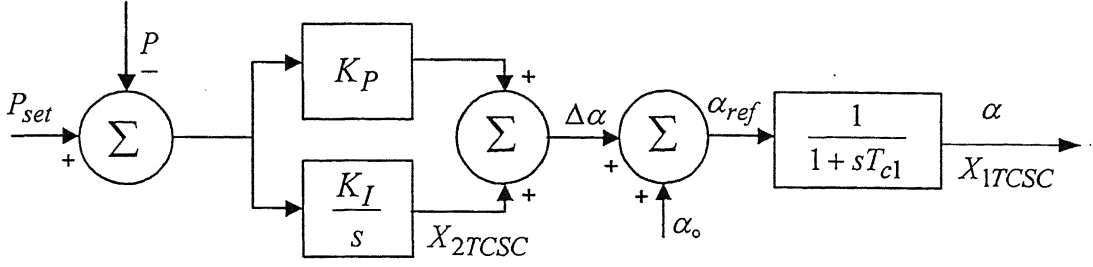 P
−
P_set
+
Σ
K_P
K_I
s
X_2TCSC
+
Σ
+
Δα
+
Σ
+
α_o
α_ref
1
1 + sT_c1
α
X_1TCSC